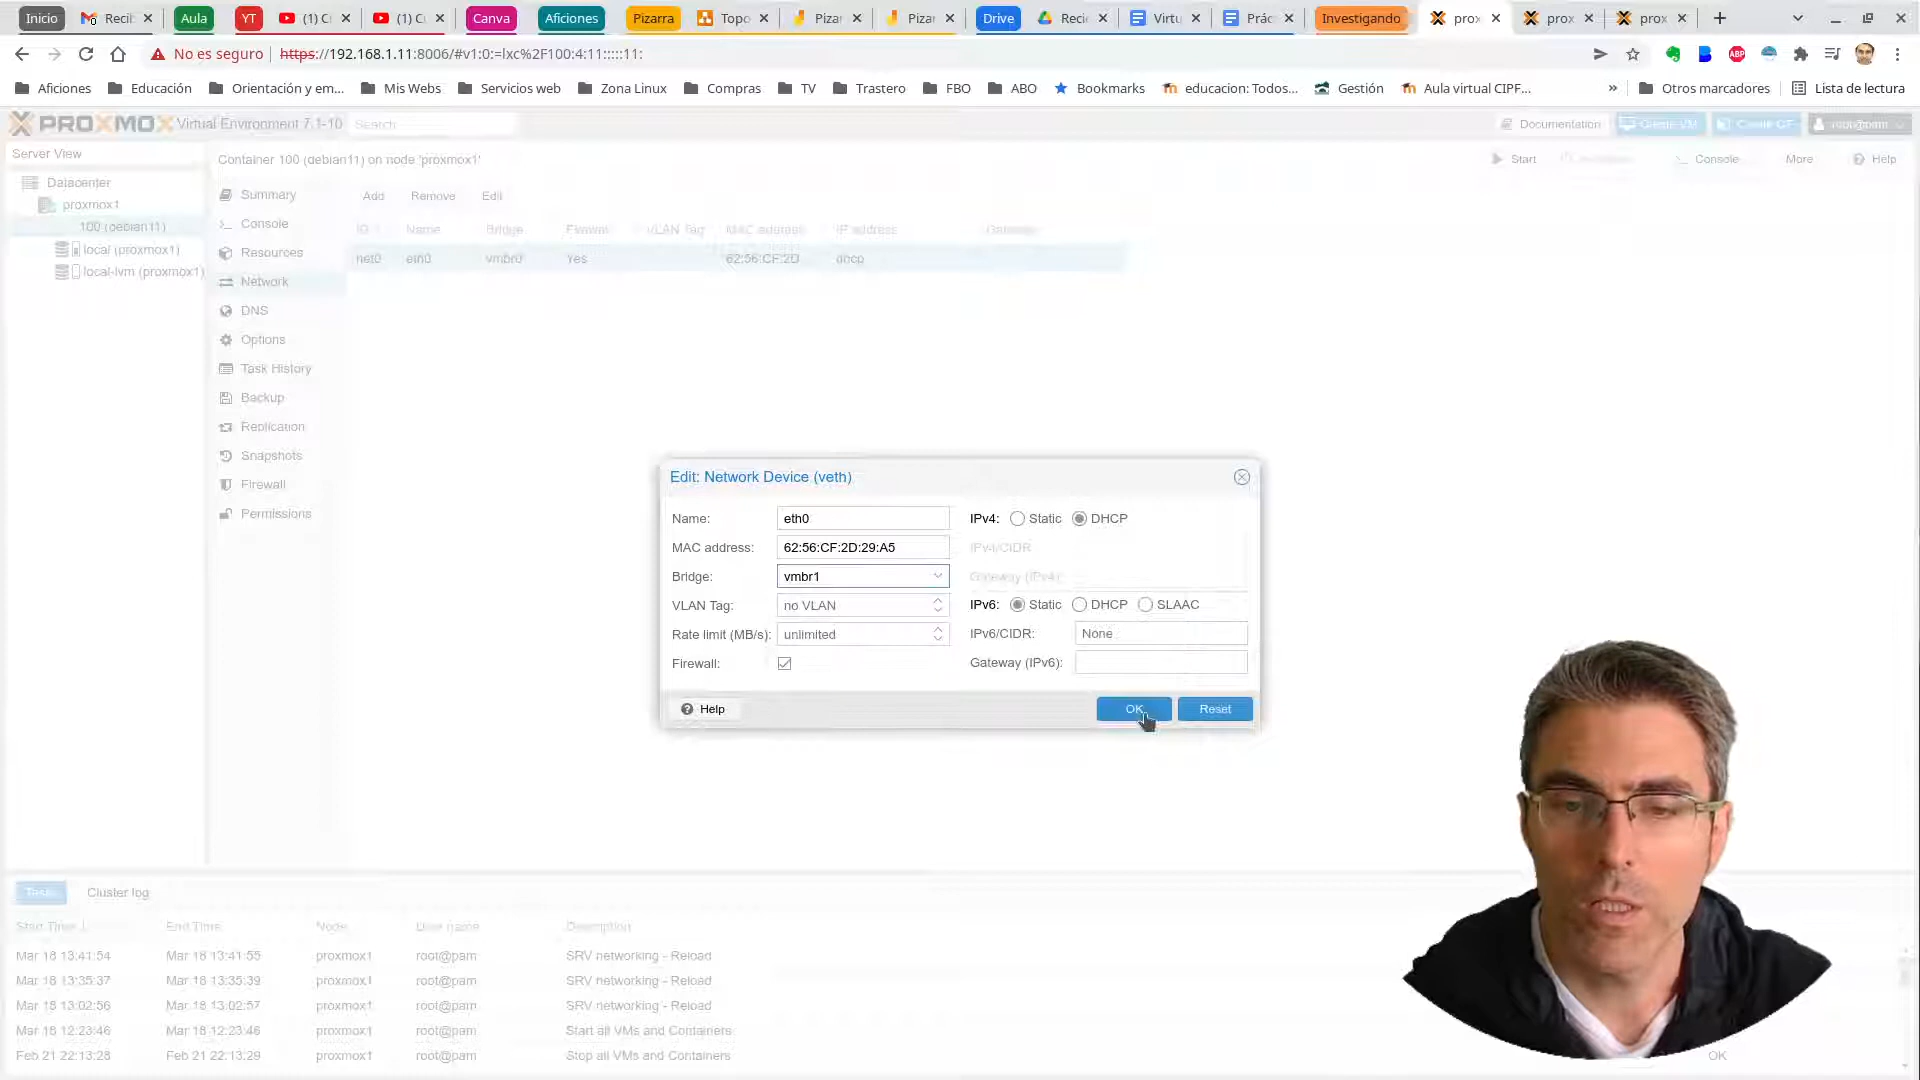 Inicio Recil Aula YT (1) C (1) C Canva Aficiones Pizarra Topo Pizar Pizar Drive Recie Virtu Prác Investigando prox prox prox
No es seguro https://192.168.1.11:8006/#v1:0:=lxc%2F100:4:11:::::11:
Aficiones Educación Orientación y em... Mis Webs Servicios web Zona Linux Compras TV Trastero FBO ABO Bookmarks educacion: Todos... Gestión Aula virtual CIPF... » Otros marcadores Lista de lectura
PROXMOX Virtual Environment 7.1-10 Search Documentation Create VM Create CT root@pam
Server View
Container 100 (debian11) on node 'proxmox1' Start Console More Help
Datacenter
proxmox1
100 (debian11)
local (proxmox1)
local-lvm (proxmox1)
Summary
Console
Resources
Network
DNS
Options
Task History
Backup
Replication
Snapshots
Firewall
Permissions
Add Remove Edit
ID Name Bridge Firewall VLAN Tag MAC address IP address Gateway
net0 eth0 vmbr0 Yes 62:56:CF:2D dhcp
Edit: Network Device (veth)
Name: eth0
MAC address: 62:56:CF:2D:29:A5
Bridge: vmbr1
VLAN Tag: no VLAN
Rate limit (MB/s): unlimited
Firewall:
IPv4: Static DHCP
IPv4/CIDR:
Gateway (IPv4):
IPv6: Static DHCP SLAAC
IPv6/CIDR: None
Gateway (IPv6):
Help OK Reset
Tasks Cluster log
Start Time End Time Node User name Description
Mar 18 13:41:54 Mar 18 13:41:55 proxmox1 root@pam SRV networking - Reload
Mar 18 13:35:37 Mar 18 13:35:39 proxmox1 root@pam SRV networking - Reload
Mar 18 13:02:56 Mar 18 13:02:57 proxmox1 root@pam SRV networking - Reload
Mar 18 12:23:46 Mar 18 12:23:46 proxmox1 root@pam Start all VMs and Containers
Feb 21 22:13:28 Feb 21 22:13:29 proxmox1 root@pam Stop all VMs and Containers OK